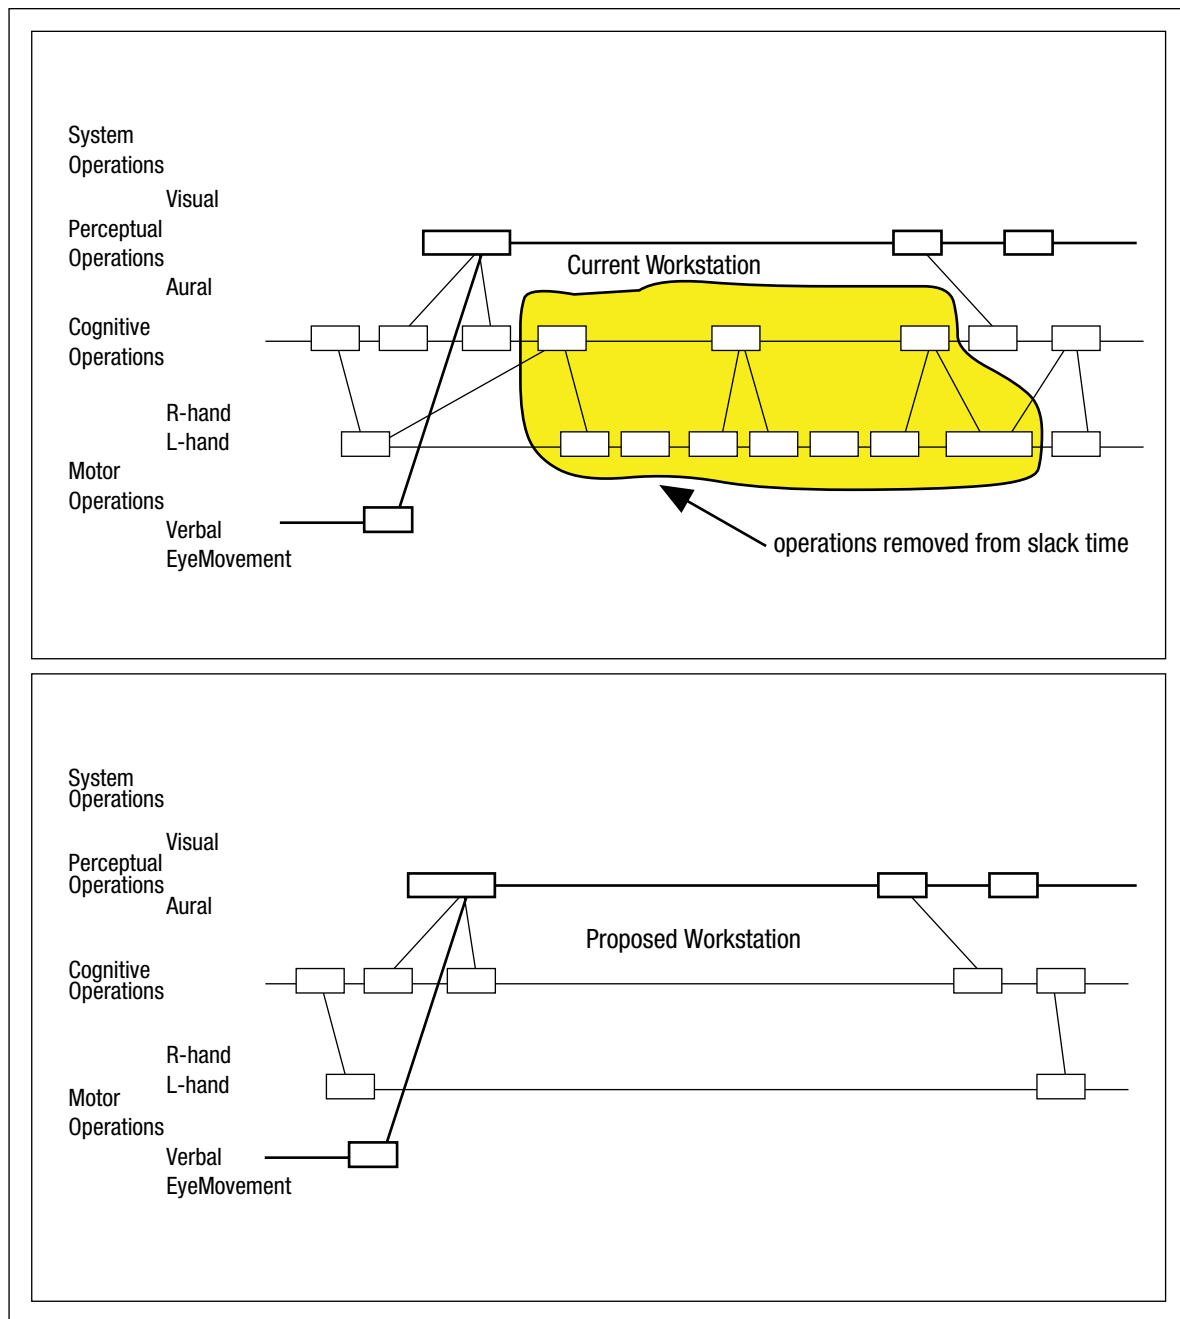 System
Operations
Visual
Perceptual
Operations
Current Workstation
Aural
Cognitive
Operations
R-hand
L-hand
Motor
Operations
Verbal
EyeMovement
operations removed from slack time
System
Operations
Visual
Perceptual
Operations
Aural
Proposed Workstation
Cognitive
Operations
R-hand
L-hand
Motor
Operations
Verbal
EyeMovement